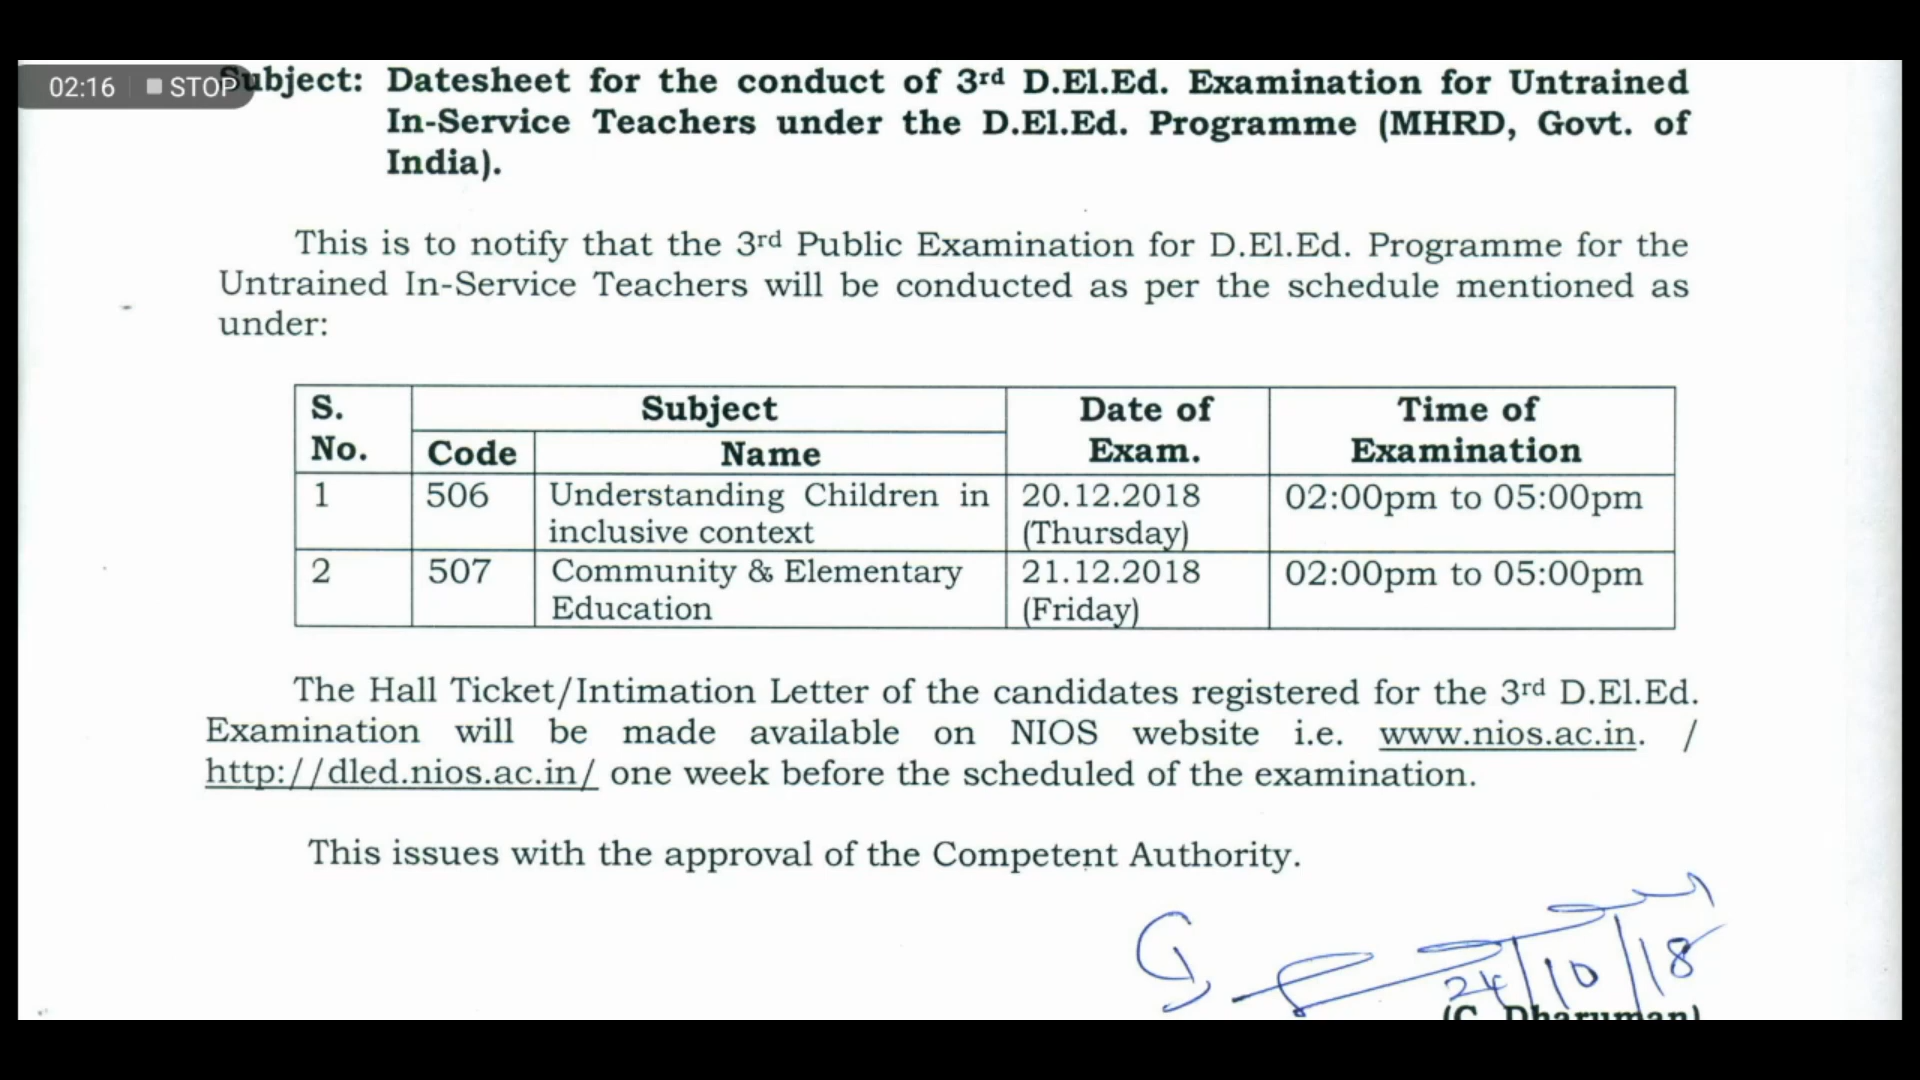 02:16 STOP
Subject: Datesheet for the conduct of 3rd D.El.Ed. Examination for Untrained
In-Service Teachers under the D.El.Ed. Programme (MHRD, Govt. of
India).
This is to notify that the 3rd Public Examination for D.El.Ed. Programme for the
Untrained In-Service Teachers will be conducted as per the schedule mentioned as
under:
S. No. Subject Date of Exam. Time of Examination
Code Name
1 506 Understanding Children in inclusive context 20.12.2018 (Thursday) 02:00pm to 05:00pm
2 507 Community & Elementary Education 21.12.2018 (Friday) 02:00pm to 05:00pm
The Hall Ticket/Intimation Letter of the candidates registered for the 3rd D.El.Ed.
Examination will be made available on NIOS website i.e. www.nios.ac.in. /
http://dled.nios.ac.in/ one week before the scheduled of the examination.
This issues with the approval of the Competent Authority.
24/10/18
(C. Dharuman)